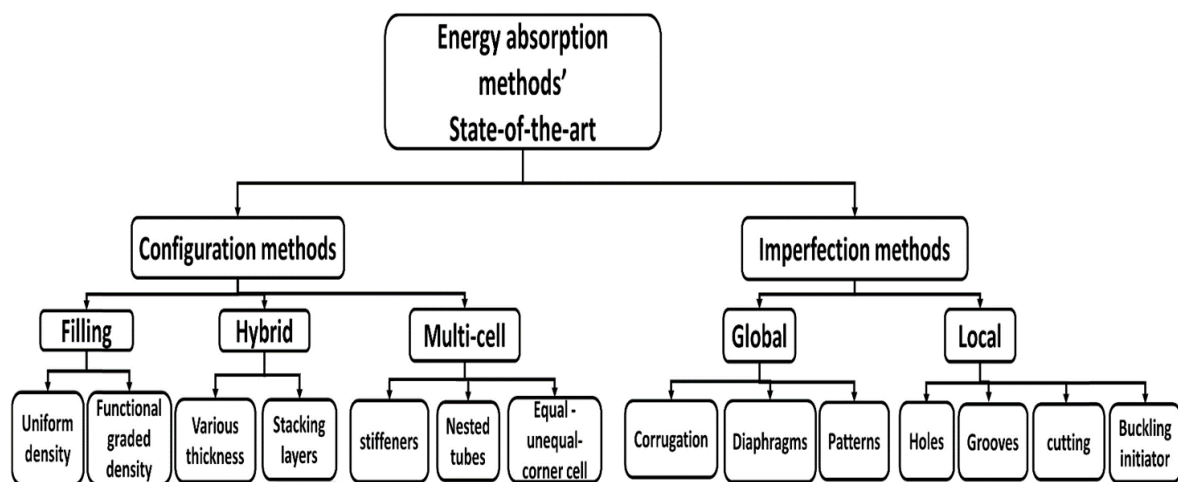 Energy absorption
methods'
State-of-the-art
Configuration methods
Imperfection methods
Filling
Hybrid
Multi-cell
Global
Local
Uniform
density
Functional
graded
density
Various
thickness
Stacking
layers
stiffeners
Nested
tubes
Equal -
unequal-
corner cell
Corrugation
Diaphragms
Patterns
Holes
Grooves
cutting
Buckling
initiator